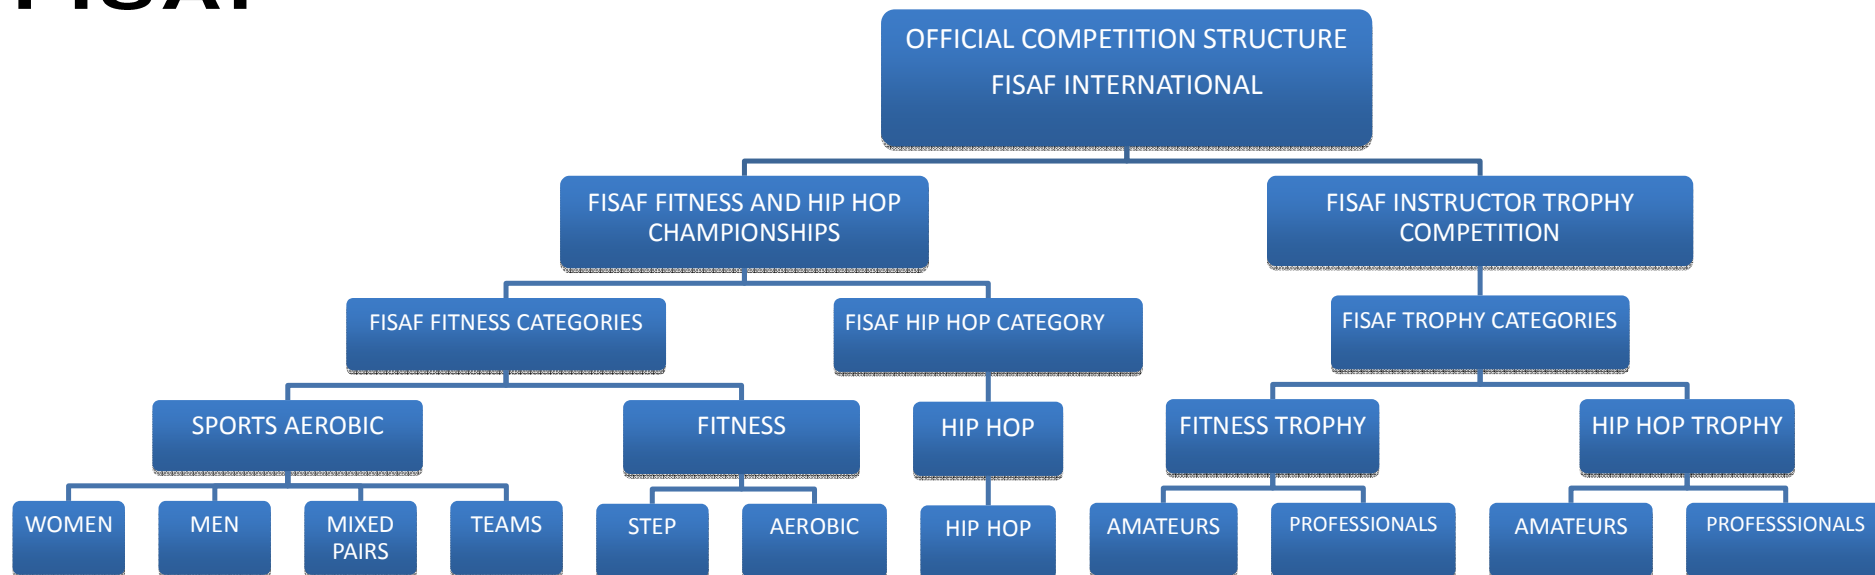 FISAF
OFFICIAL COMPETITION STRUCTURE
FISAF INTERNATIONAL
FISAF FITNESS AND HIP HOP
CHAMPIONSHIPS
FISAF INSTRUCTOR TROPHY
COMPETITION
FISAF FITNESS CATEGORIES
FISAF HIP HOP CATEGORY
FISAF TROPHY CATEGORIES
SPORTS AEROBIC
FITNESS
HIP HOP
FITNESS TROPHY
HIP HOP TROPHY
WOMEN
MEN
MIXED
PAIRS
TEAMS
STEP
AEROBIC
HIP HOP
AMATEURS
PROFESSIONALS
AMATEURS
PROFESSSIONALS